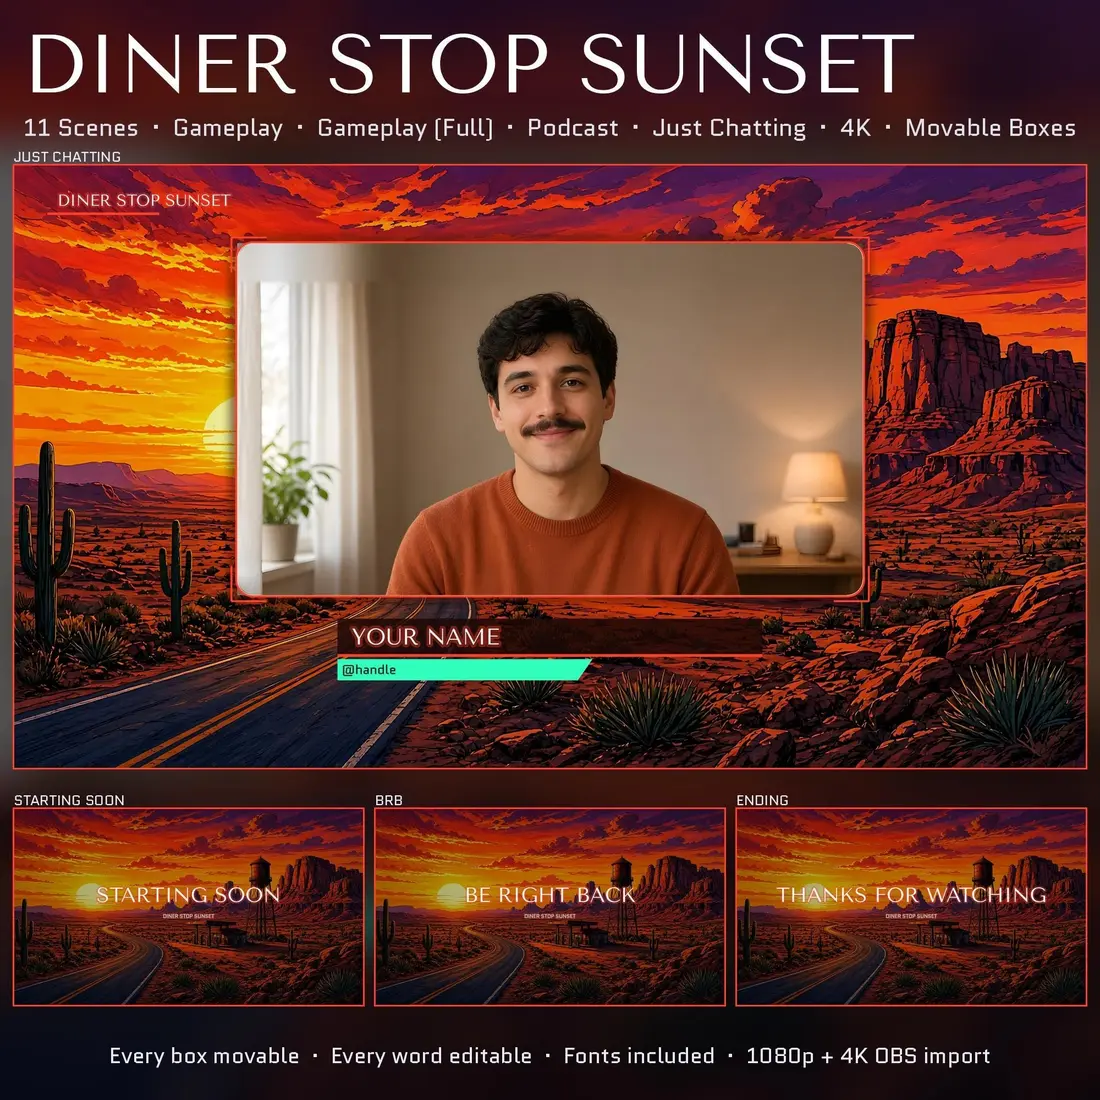 DINER STOP SUNSET
11 Scenes · Gameplay · Gameplay (Full) · Podcast · Just Chatting · 4K · Movable Boxes
JUST CHATTING
DINER STOP SUNSET
YOUR NAME
@handle
STARTING SOON
BRB
ENDING
STARTING SOON
DINER STOP SUNSET
BE RIGHT BACK
DINER STOP SUNSET
THANKS FOR WATCHING
DINER STOP SUNSET
Every box movable · Every word editable · Fonts included · 1080p + 4K OBS import